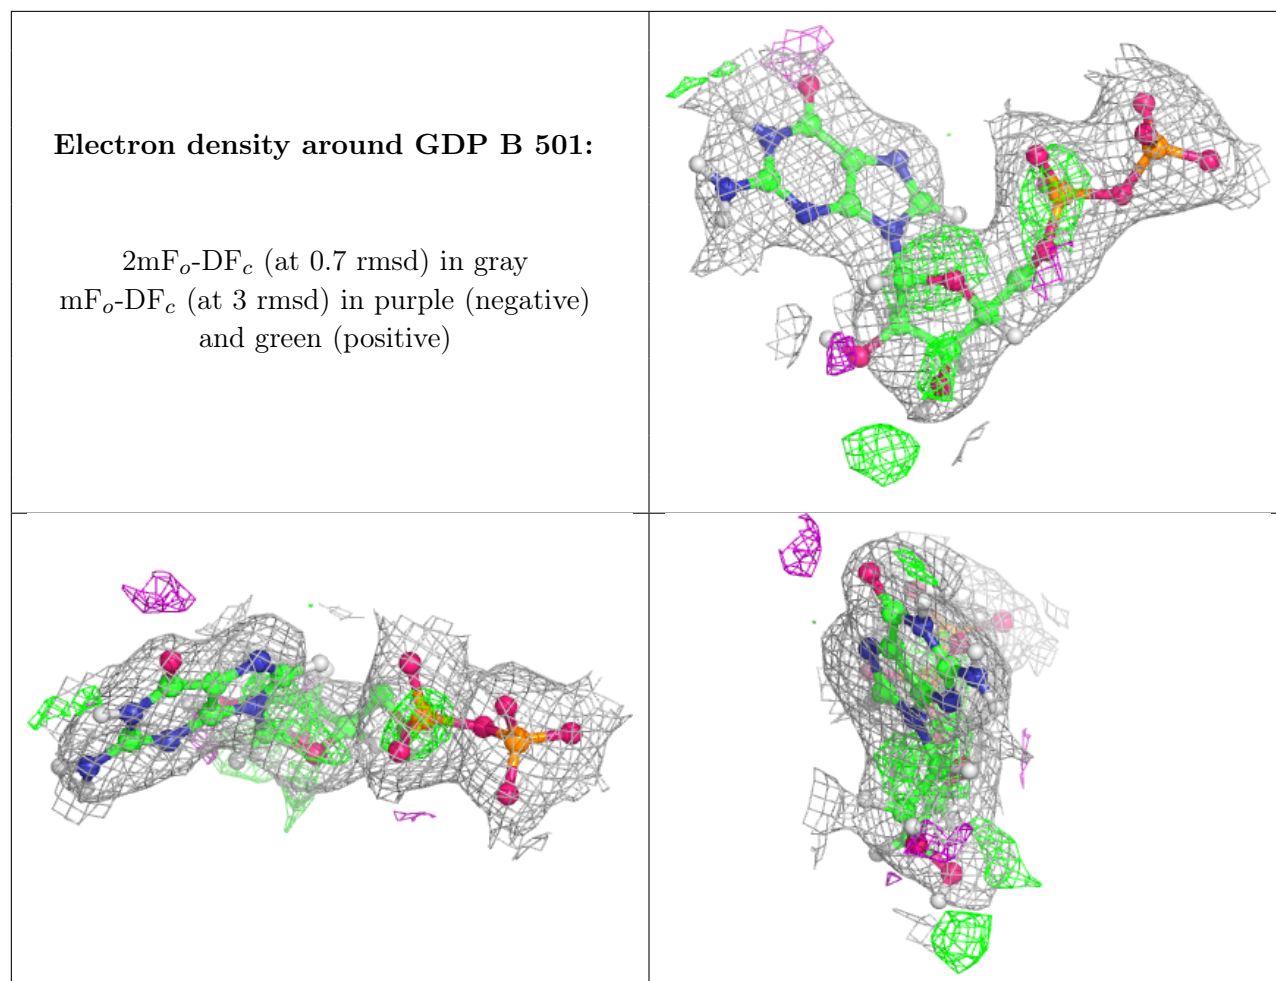 Electron density around GDP B 501:
2mFo-DFc (at 0.7 rmsd) in gray
mFo-DFc (at 3 rmsd) in purple (negative)
and green (positive)